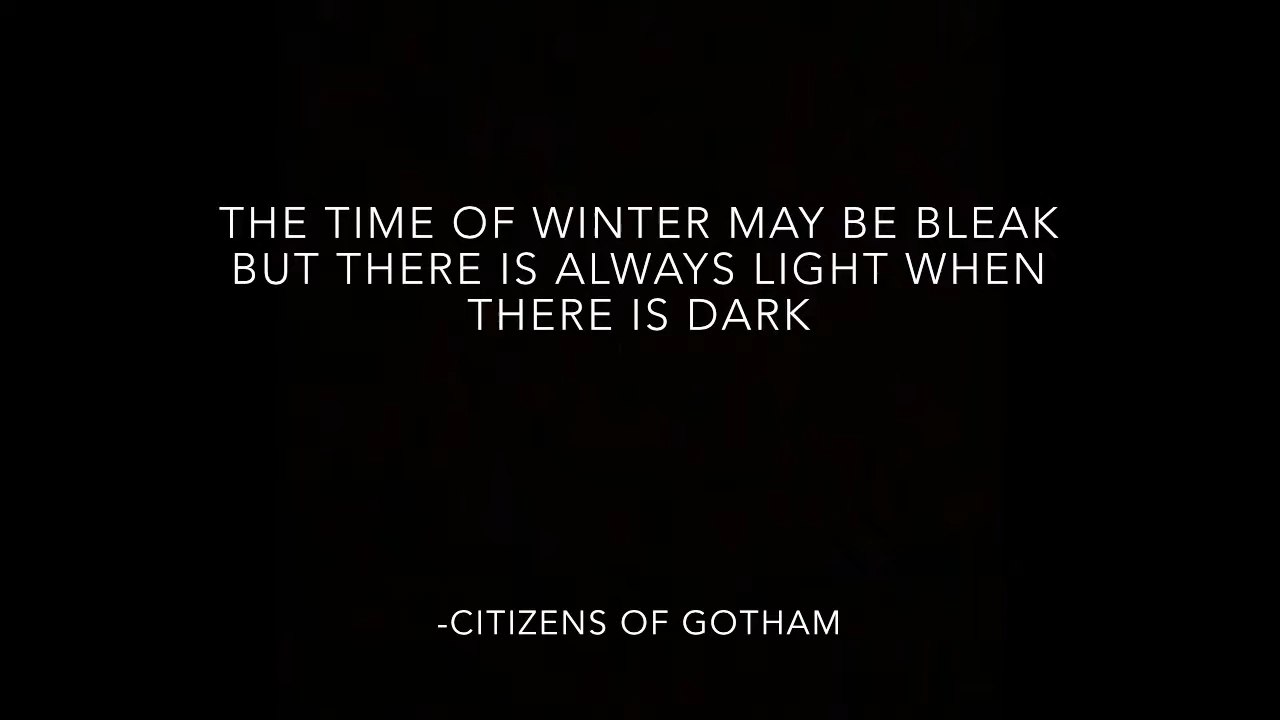 THE TIME OF WINTER MAY BE BLEAK
BUT THERE IS ALWAYS LIGHT WHEN
THERE IS DARK
-CITIZENS OF GOTHAM